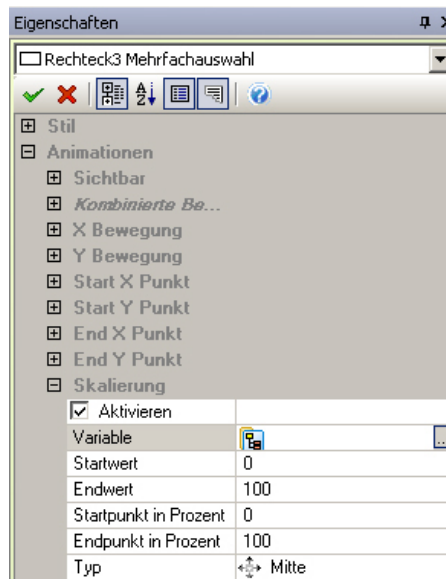 Eigenschaften
Rechteck3 Mehrfachauswahl
Stil
Animationen
Sichtbar
Kombinierte Be...
X Bewegung
Y Bewegung
Start X Punkt
Start Y Punkt
End X Punkt
End Y Punkt
Skalierung
Aktivieren
Variable ...
Startwert 0
Endwert 100
Startpunkt in Prozent 0
Endpunkt in Prozent 100
Typ Mitte